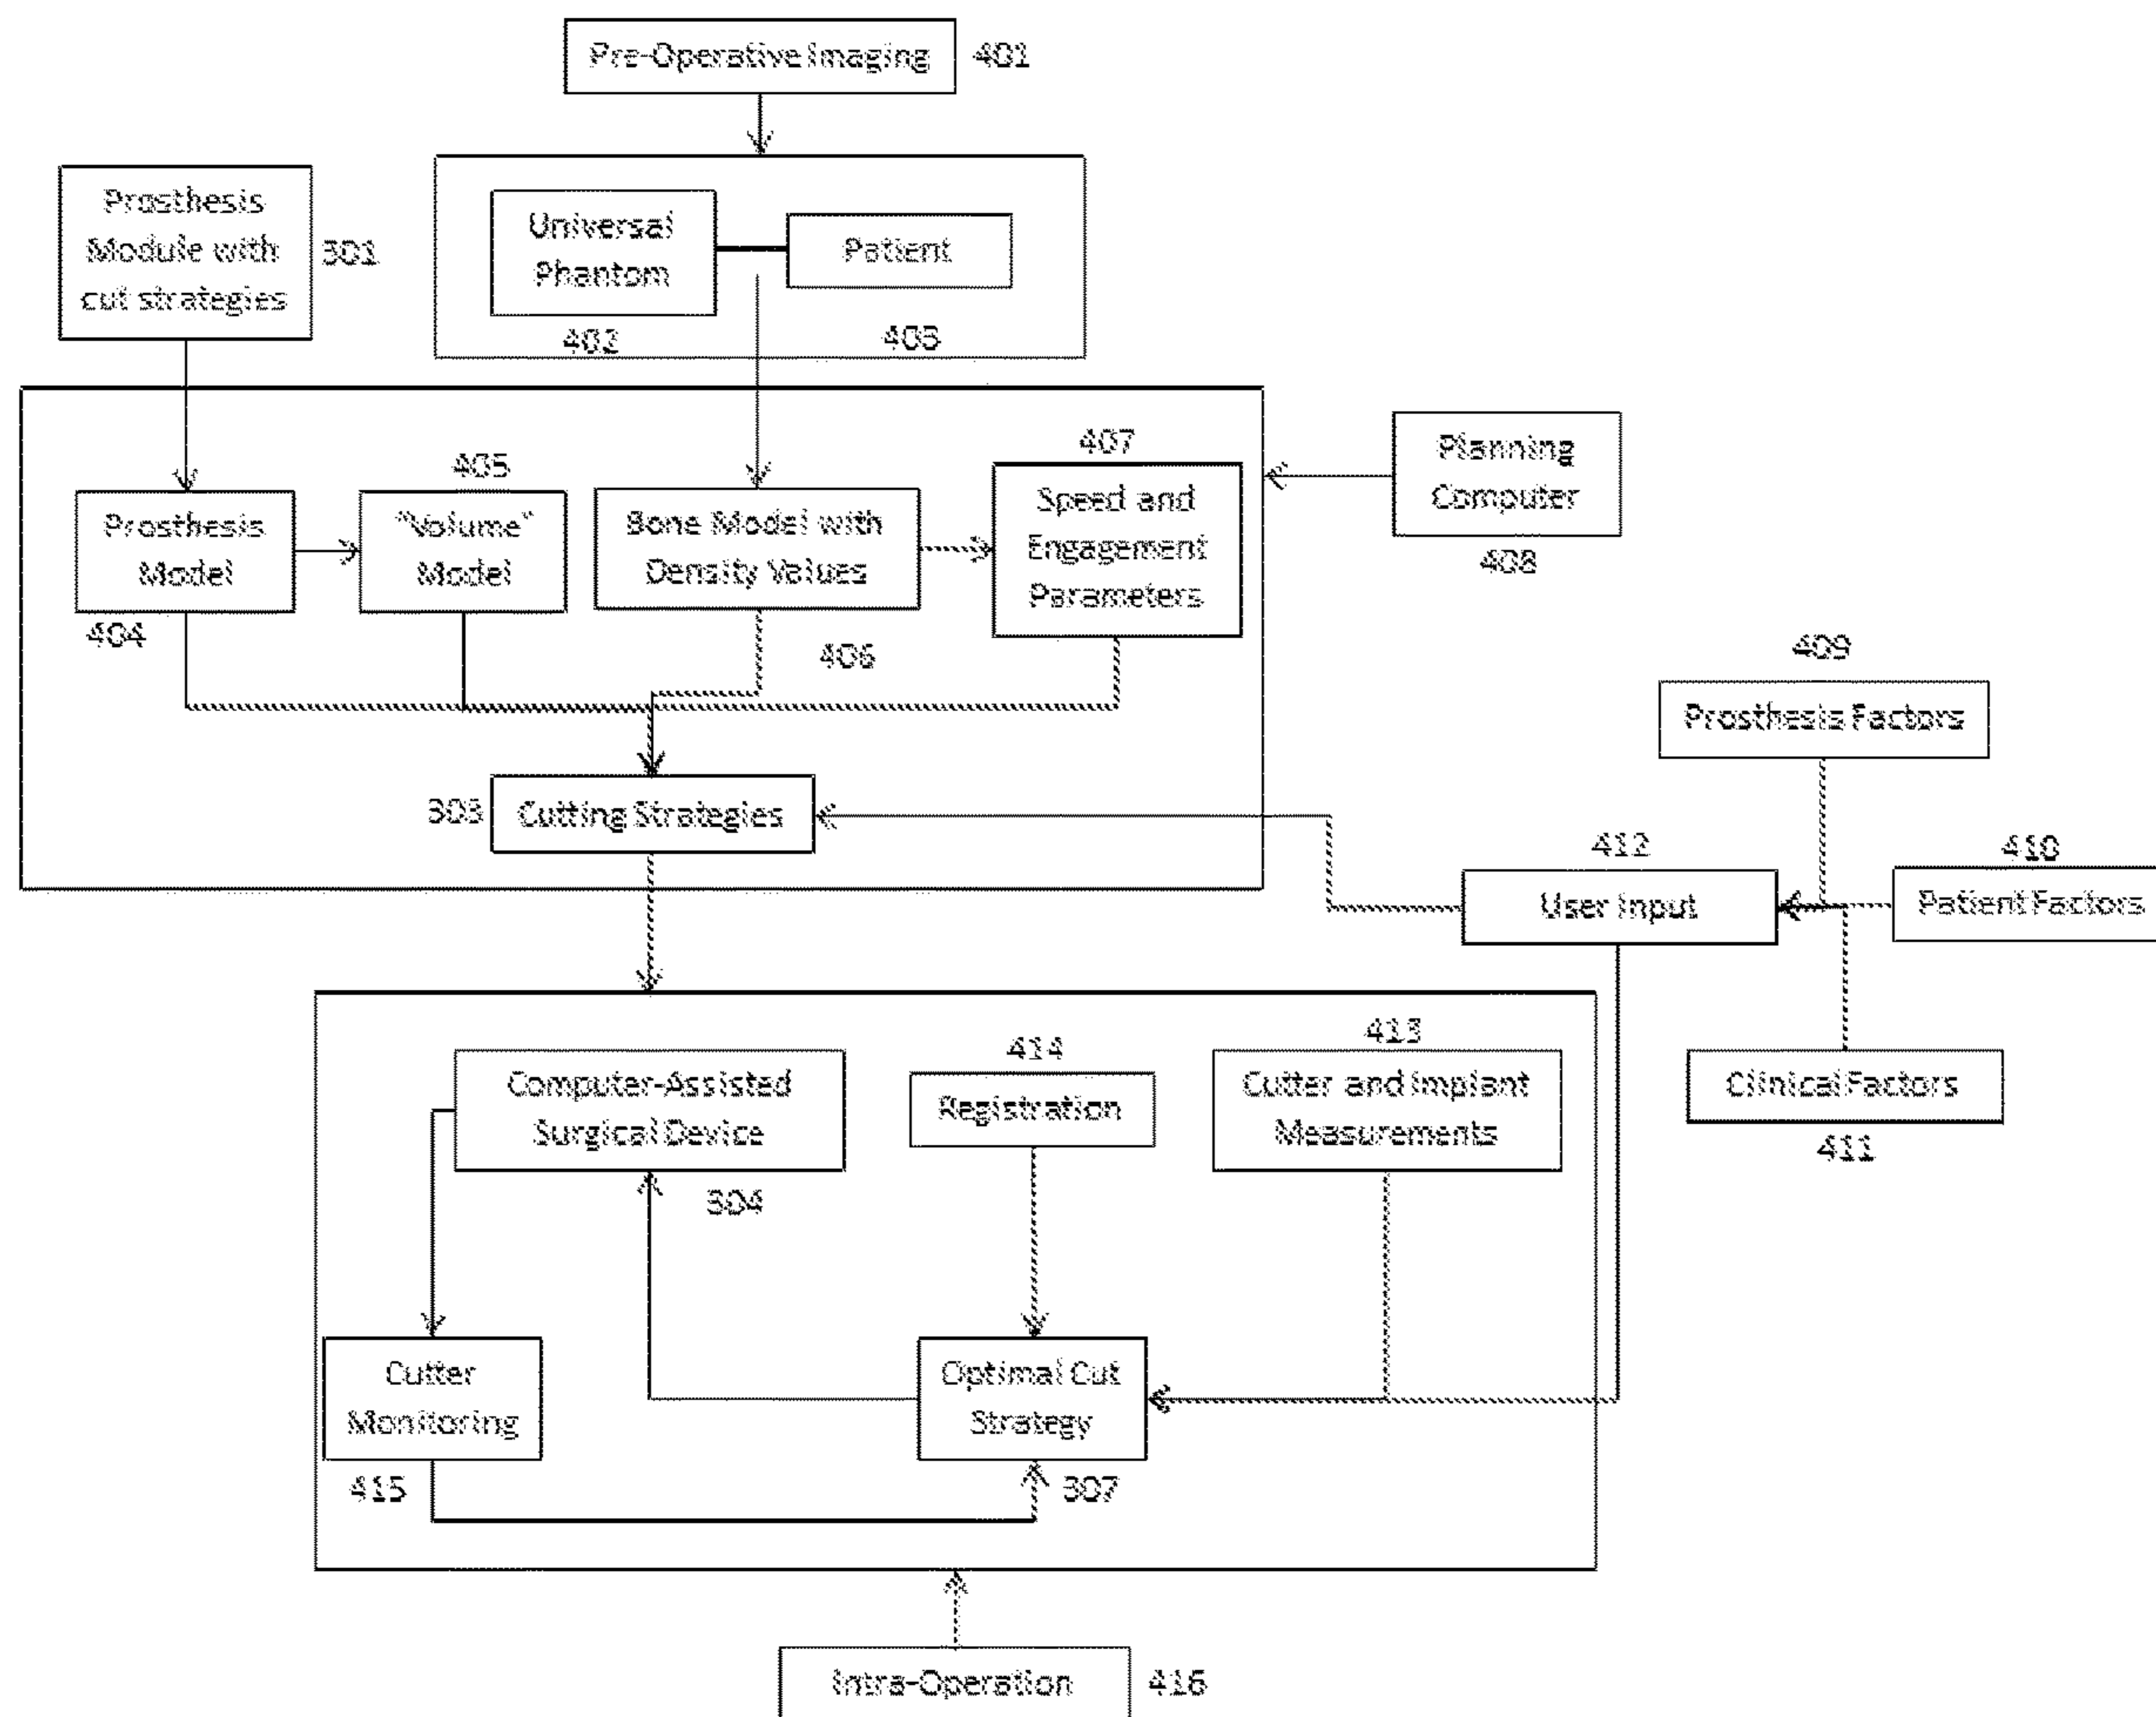 Pre-Operative Imaging
401
Prosthesis
Module with
cut strategies
301
Universal
Phantom
402
Patient
403
Prosthesis
Model
404
405
"Volume"
Model
Bone Model with
Density Values
406
407
Speed and
Engagement
Parameters
Planning
Computer
408
303
Cutting Strategies
409
Prosthesis Factors
410
Patient Factors
412
User Input
Clinical Factors
411
Computer-Assisted
Surgical Device
304
414
Registration
413
Cutter and Implant
Measurements
Cutter
Monitoring
415
Optimal Cut
Strategy
307
Intra-Operation
416